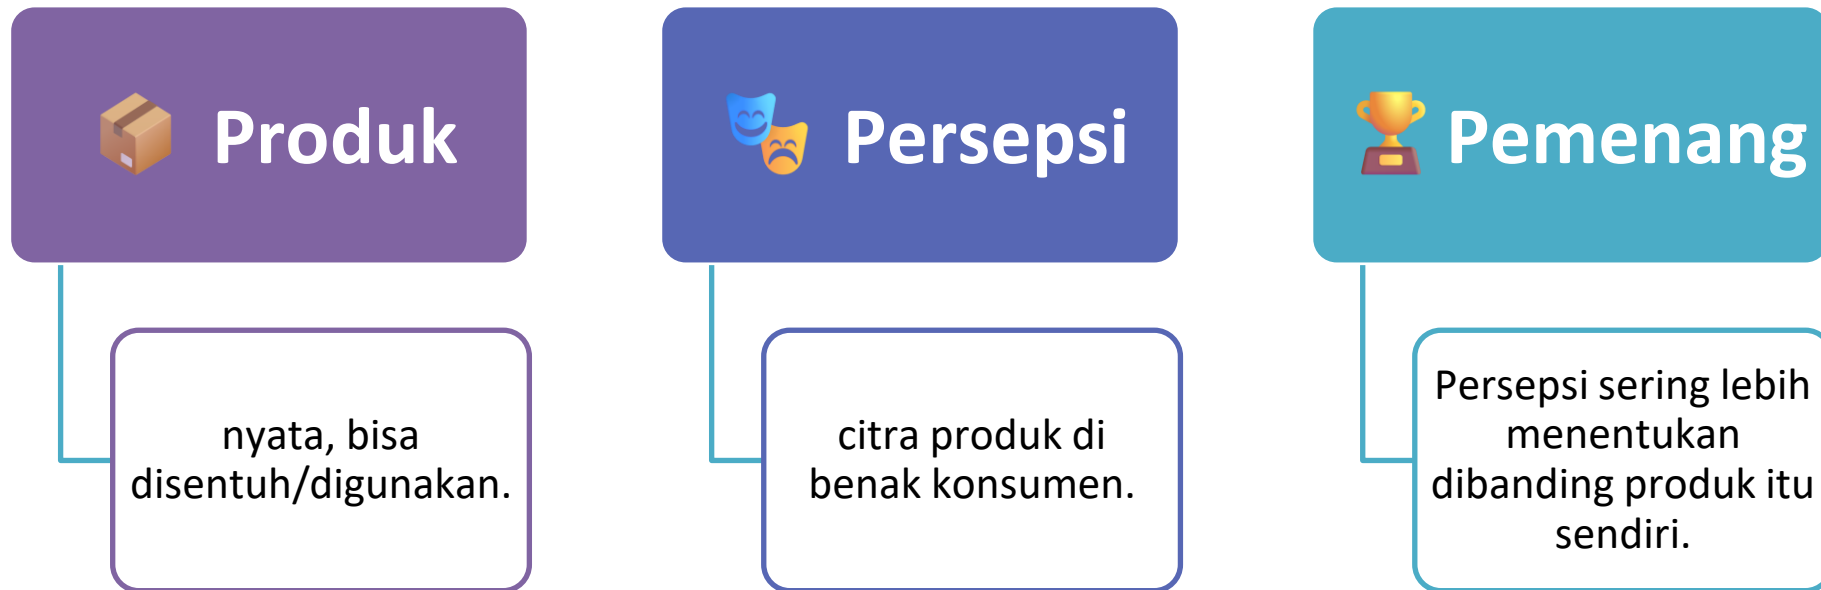 Produk
nyata, bisa
disentuh/digunakan.
Persepsi
citra produk di
benak konsumen.
Pemenang
Persepsi sering lebih
menentukan
dibanding produk itu
sendiri.